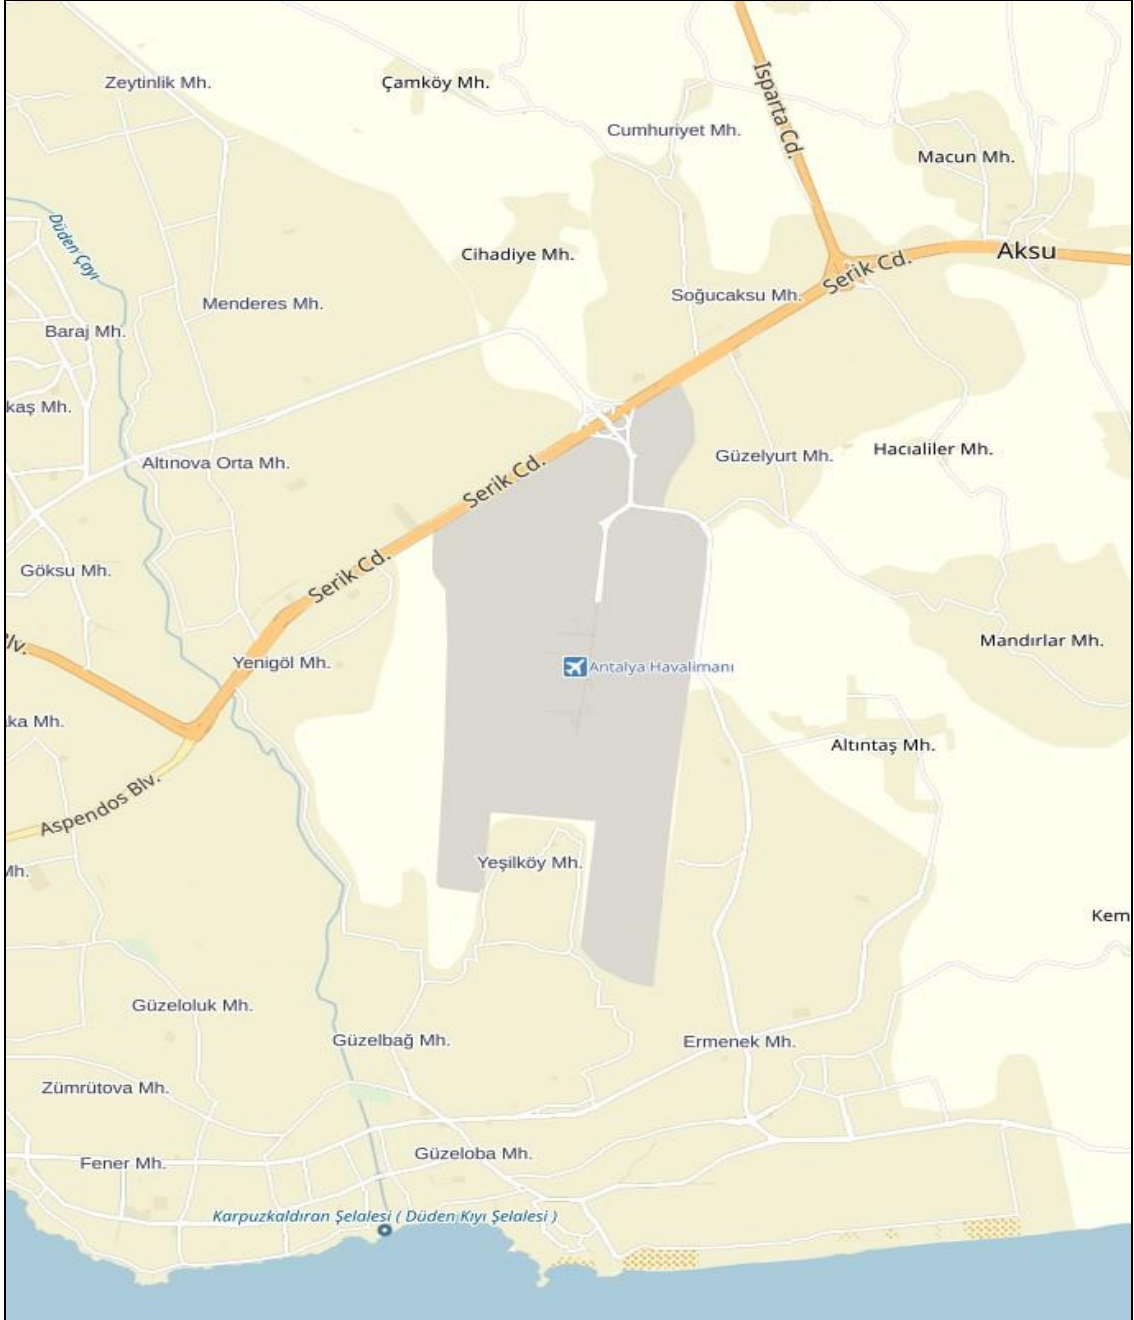 Zeytinlik Mh.
Çamköy Mh.
Isparta Cd.
Cumhuriyet Mh.
Macun Mh.
Düden Çayı
Cihadiye Mh.
Aksu
Serik Cd.
Soğucaksu Mh.
Menderes Mh.
Baraj Mh.
kaş Mh.
Altınova Orta Mh.
Serik Cd.
Güzelyurt Mh.
Hacıaliler Mh.
Göksu Mh.
Serik Cd.
lv.
Yenigöl Mh.
Antalya Havalimanı
Mandırlar Mh.
ka Mh.
Altıntaş Mh.
Aspendos Blv.
Mh.
Yeşilköy Mh.
Kem
Güzeloluk Mh.
Güzelbağ Mh.
Ermenek Mh.
Zümrütova Mh.
Fener Mh.
Güzeloba Mh.
Karpuzkaldıran Şelalesi ( Düden Kıyı Şelalesi )